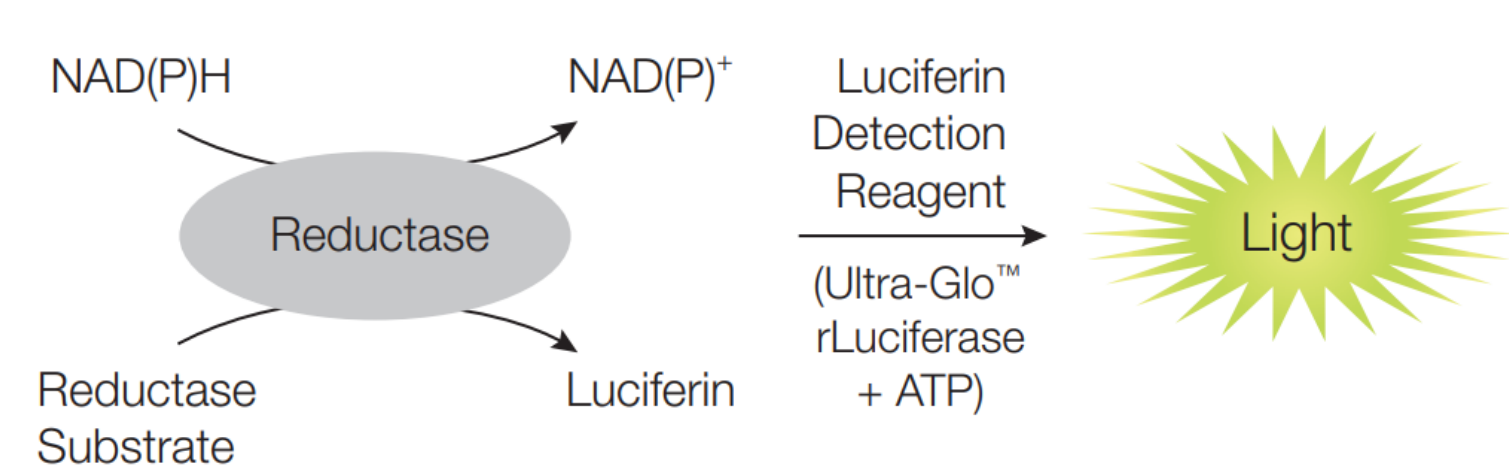 NAD(P)H
NAD(P)⁺
Reductase
Reductase
Substrate
Luciferin
Luciferin
Detection
Reagent
(Ultra-Glo™
rLuciferase
+ ATP)
Light